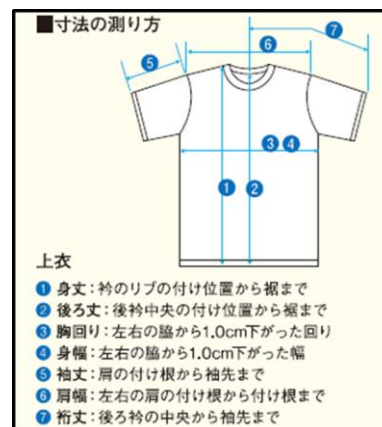 ■寸法の測り方
⑦
⑥
⑤
③④
① ②
上衣
① 身丈：衿のリブの付け位置から裾まで
② 後ろ丈：後衿中央の付け位置から裾まで
③ 胸回り：左右の脇から1.0cm下がった回り
④ 身幅：左右の脇から1.0cm下がった幅
⑤ 袖丈：肩の付け根から袖先まで
⑥ 肩幅：左右の肩の付け根から付け根まで
⑦ 裄丈：後ろ衿の中央から袖先まで